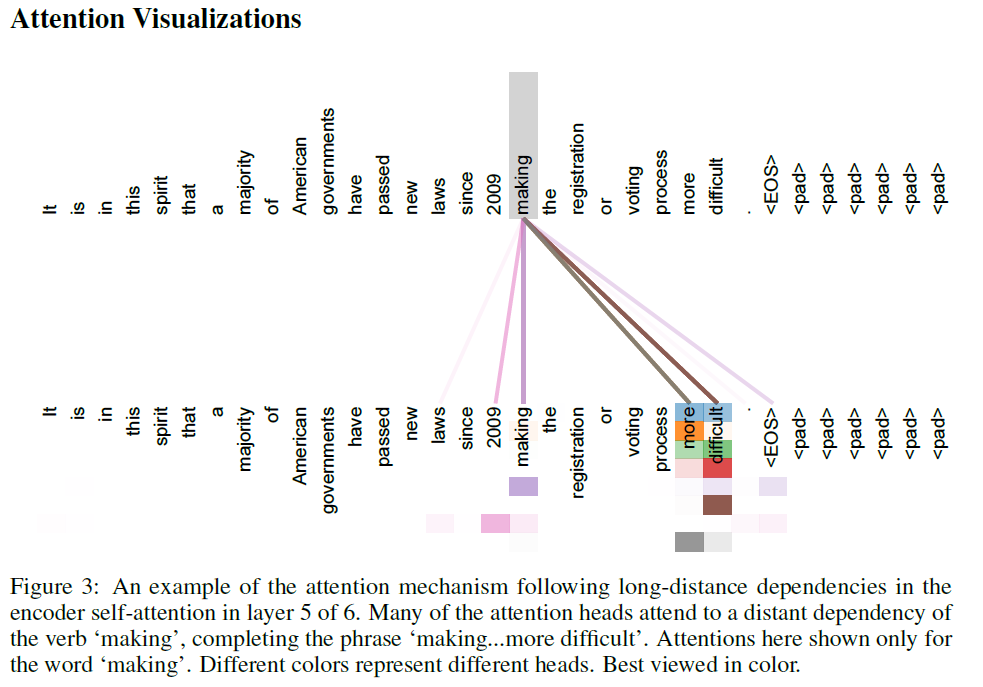 Attention Visualizations
It is in this spirit that a majority of American governments have passed new laws since 2009 making the registration or voting process more difficult . <EOS> <pad> <pad> <pad> <pad> <pad> <pad>
It is in this spirit that a majority of American governments have passed new laws since 2009 making the registration or voting process more difficult . <EOS> <pad> <pad> <pad> <pad> <pad> <pad>
Figure 3: An example of the attention mechanism following long-distance dependencies in the
encoder self-attention in layer 5 of 6. Many of the attention heads attend to a distant dependency of
the verb ‘making’, completing the phrase ‘making...more difficult’. Attentions here shown only for
the word ‘making’. Different colors represent different heads. Best viewed in color.